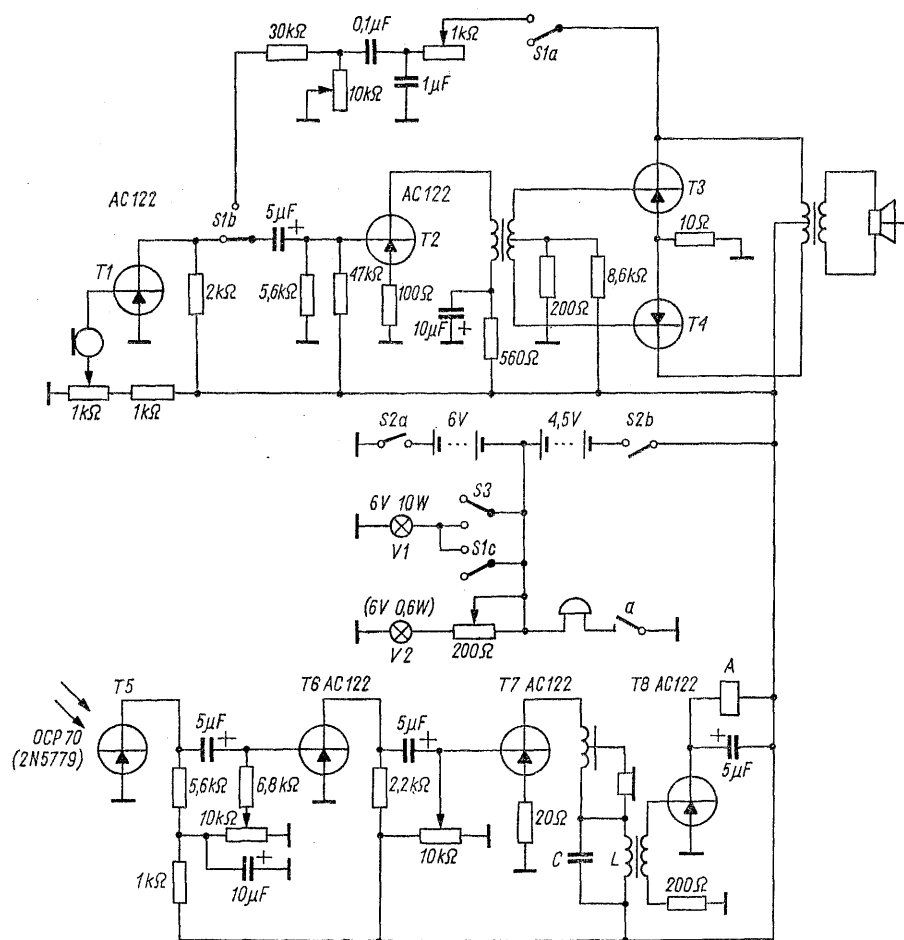 30kΩ
0,1µF
1kΩ
S1a
10kΩ
1µF
AC122
S1b
5µF
+
AC122
T1
T2
T3
10Ω
2kΩ
5,6kΩ
47kΩ
100Ω
10µF
+
200Ω
8,6kΩ
T4
560Ω
1kΩ
1kΩ
S2a
6V
4,5V
S2b
6V 10W
S3
V1
S1c
(6V 0,6W)
V2
200Ω
a
T5
T6 AC122
T7 AC122
T8 AC122
A
OCP70
(2N5779)
5µF
+
5µF
+
+
5µF
5,6kΩ
6,8kΩ
2,2kΩ
20Ω
10kΩ
10kΩ
C
L
1kΩ
+
10µF
200Ω